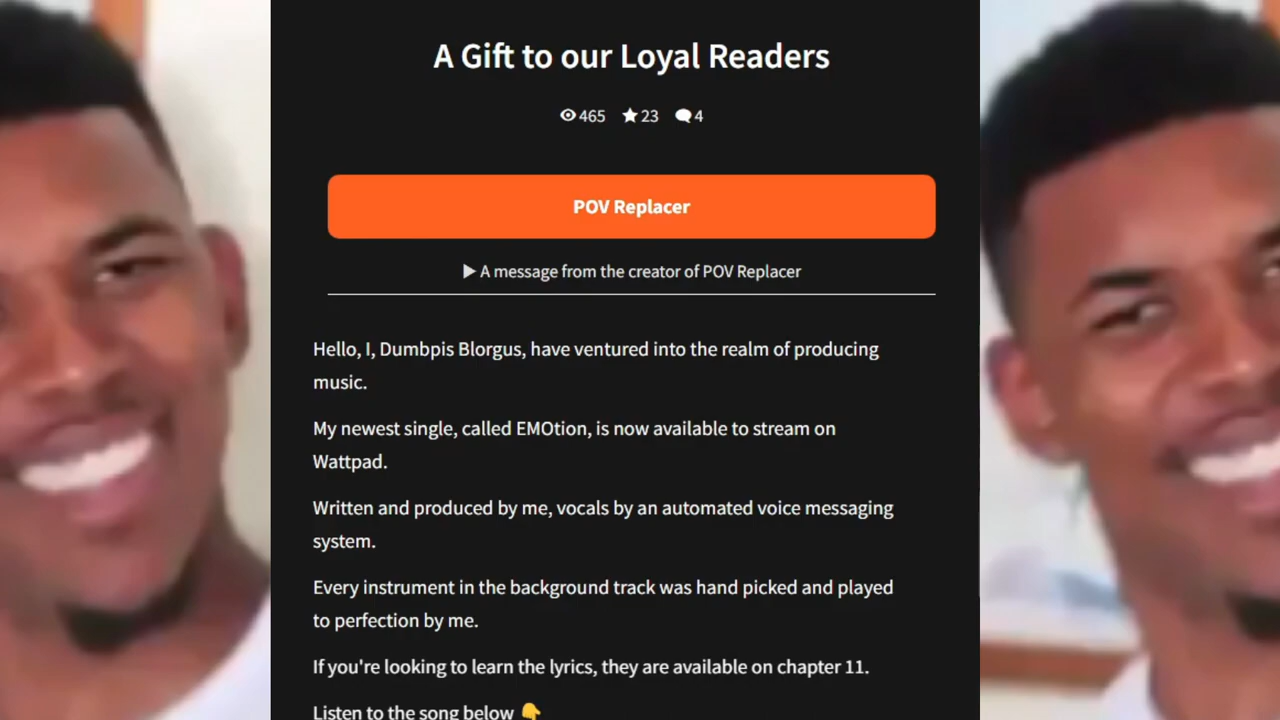 A Gift to our Loyal Readers
465 23 4
POV Replacer
▶ A message from the creator of POV Replacer
Hello, I, Dumbpis Blorgus, have ventured into the realm of producing
music.
My newest single, called EMOtion, is now available to stream on
Wattpad.
Written and produced by me, vocals by an automated voice messaging
system.
Every instrument in the background track was hand picked and played
to perfection by me.
If you're looking to learn the lyrics, they are available on chapter 11.
Listen to the song below 👇